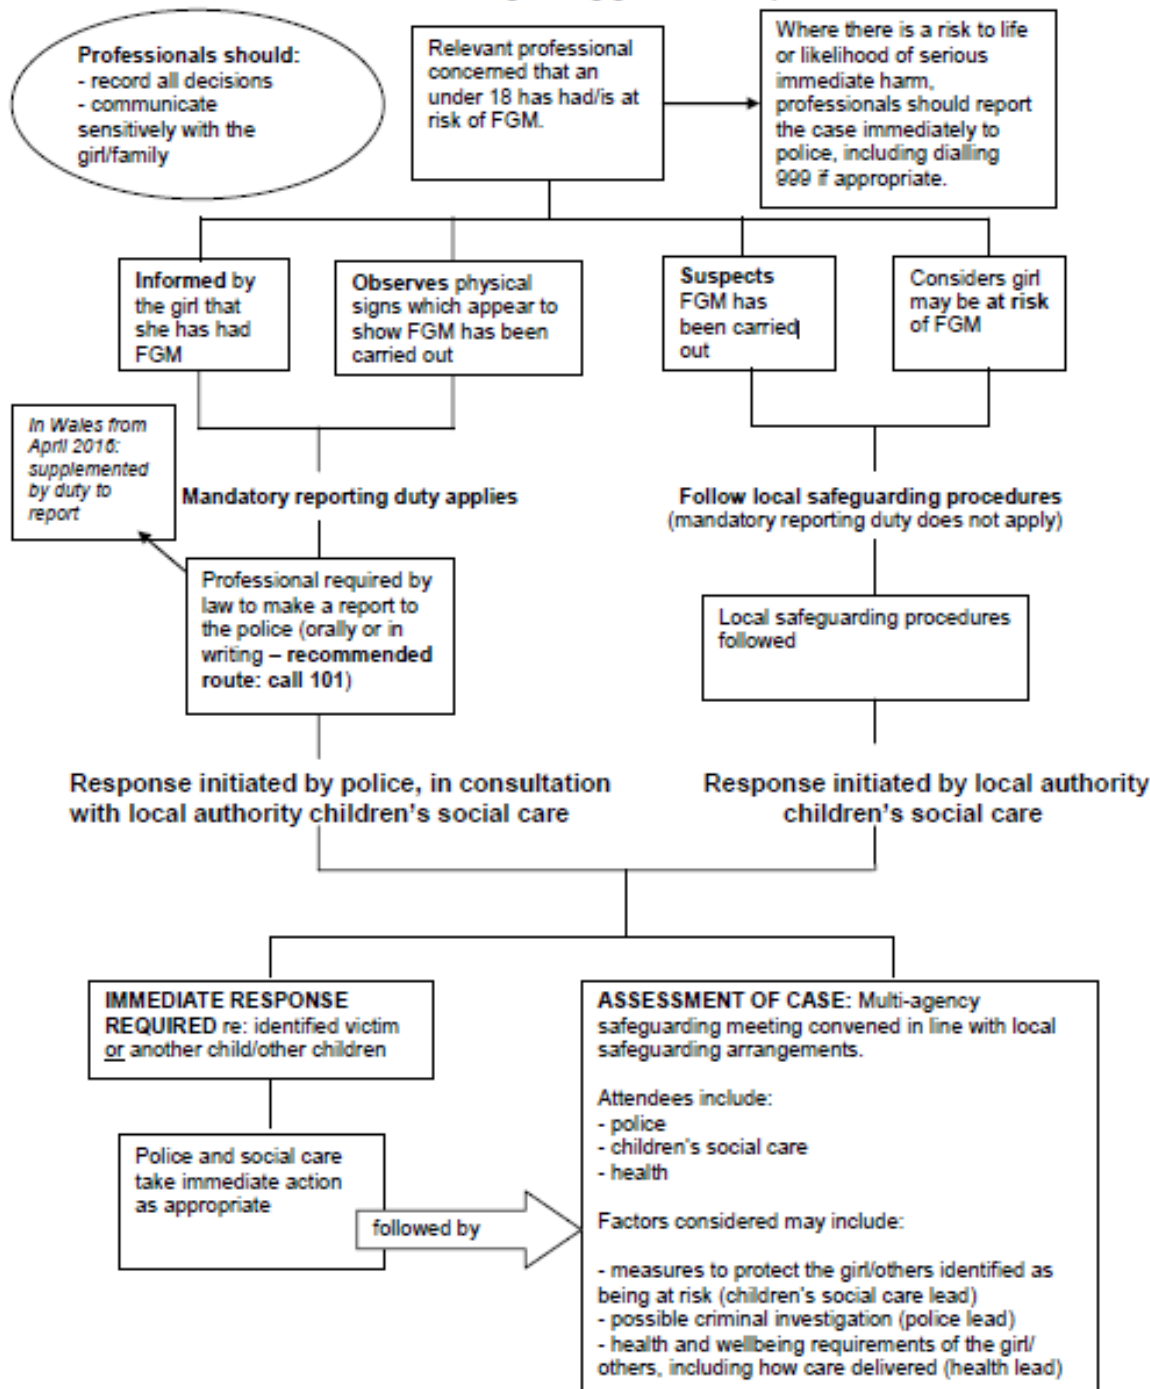 Professionals should:
- record all decisions
- communicate
sensitively with the
girl/family
Relevant professional
concerned that an
under 18 has had/is at
risk of FGM.
Where there is a risk to life
or likelihood of serious
immediate harm,
professionals should report
the case immediately to
police, including dialling
999 if appropriate.
Informed by
the girl that
she has had
FGM
Observes physical
signs which appear to
show FGM has been
carried out
Suspects
FGM has
been carried
out
Considers girl
may be at risk
of FGM
In Wales from
April 2016:
supplemented
by duty to
report
Mandatory reporting duty applies
Follow local safeguarding procedures
(mandatory reporting duty does not apply)
Professional required by
law to make a report to
the police (orally or in
writing – recommended
route: call 101)
Local safeguarding procedures
followed
Response initiated by police, in consultation
with local authority children's social care
Response initiated by local authority
children's social care
IMMEDIATE RESPONSE
REQUIRED re: identified victim
or another child/other children
Police and social care
take immediate action
as appropriate
followed by
ASSESSMENT OF CASE: Multi-agency
safeguarding meeting convened in line with local
safeguarding arrangements.
Attendees include:
- police
- children's social care
- health
Factors considered may include:
- measures to protect the girl/others identified as
being at risk (children's social care lead)
- possible criminal investigation (police lead)
- health and wellbeing requirements of the girl/
others, including how care delivered (health lead)